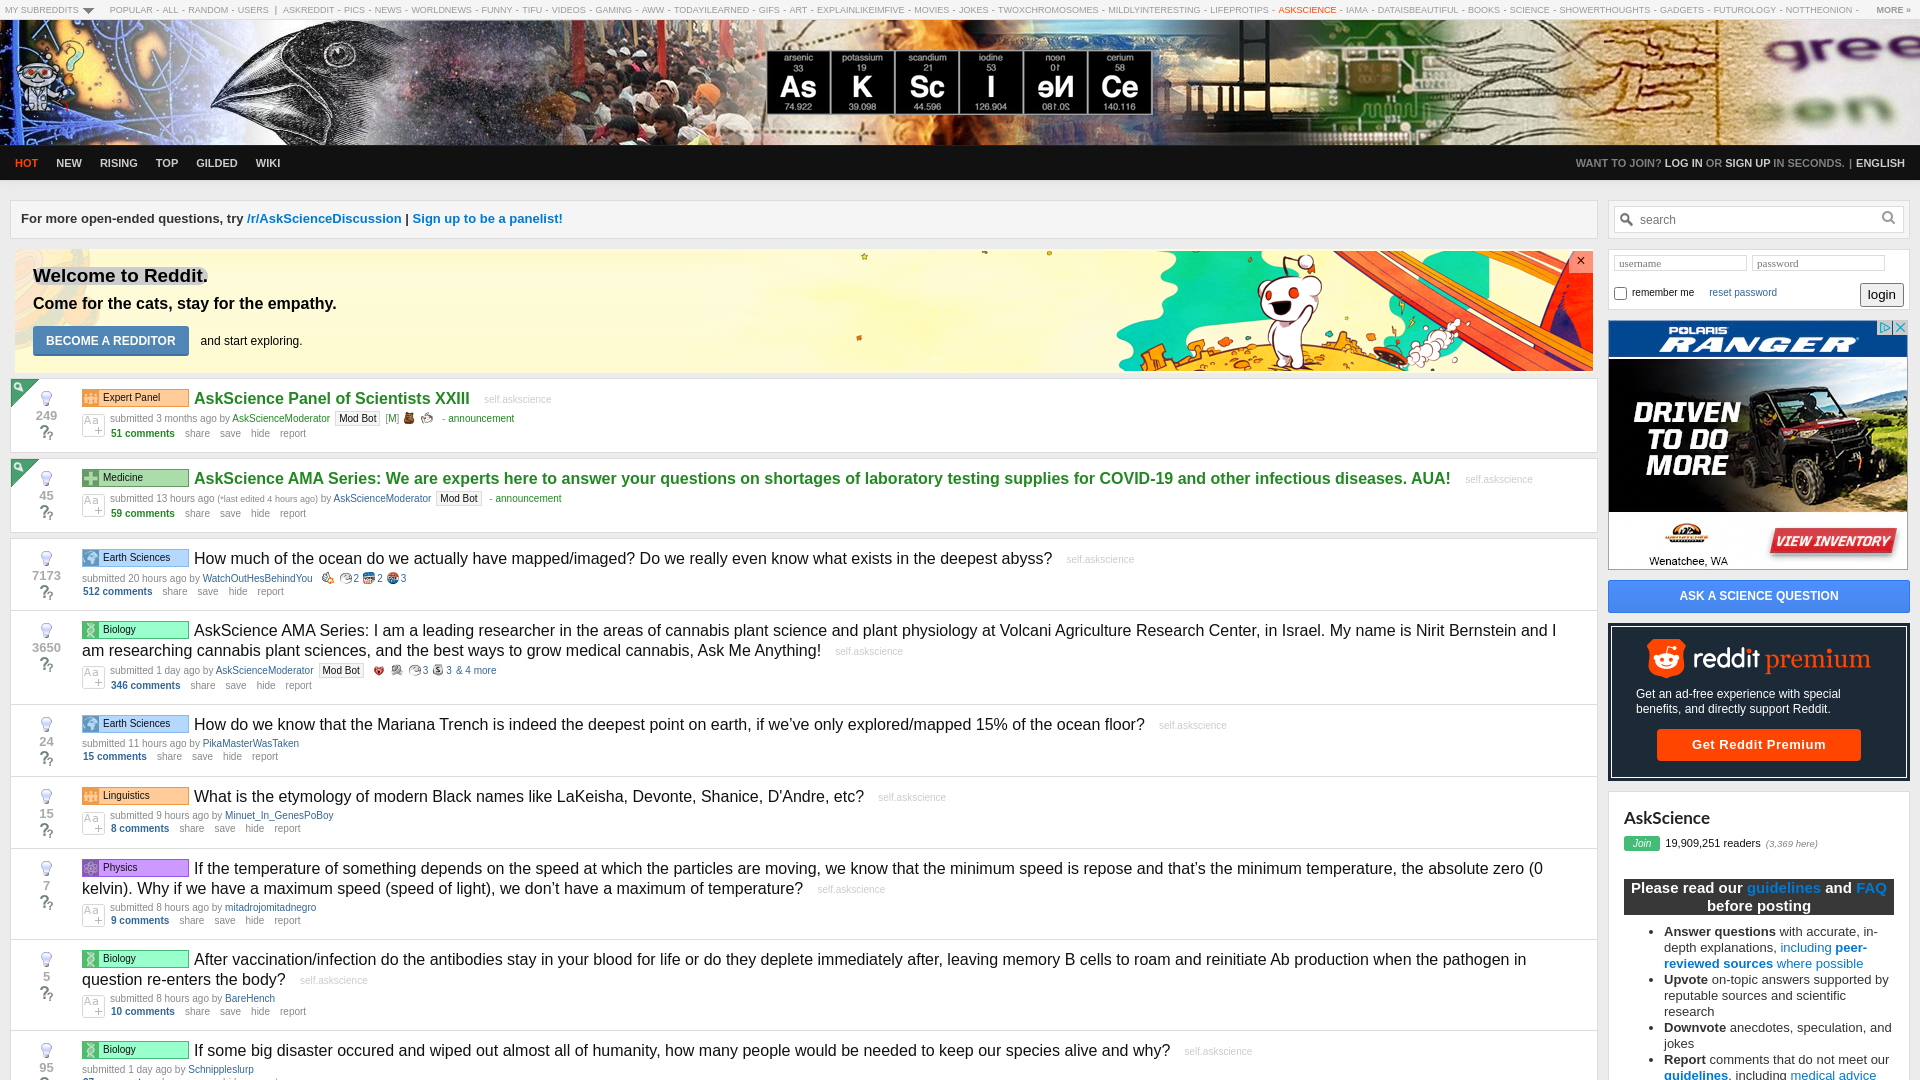 MY SUBREDDITS POPULAR - ALL - RANDOM - USERS | ASKREDDIT - PICS - NEWS - WORLDNEWS - FUNNY - TIFU - VIDEOS - GAMING - AWW - TODAYILEARNED - GIFS - ART - EXPLAINLIKEIMFIVE - MOVIES - JOKES - TWOXCHROMOSOMES - MILDLYINTERESTING - LIFEPROTIPS - ASKSCIENCE - IAMA - DATAISBEAUTIFUL - BOOKS - SCIENCE - SHOWERTHOUGHTS - GADGETS - FUTUROLOGY - NOTTHEONION - MORE »
arsenic potassium scandium iodine neon cerium
33 19 21 53 10 58
As K Sc I Ne Ce
74.922 39.098 44.596 126.904 20.180 140.116
gree
en
HOT NEW RISING TOP GILDED WIKI
WANT TO JOIN? LOG IN OR SIGN UP IN SECONDS. | ENGLISH
For more open-ended questions, try /r/AskScienceDiscussion | Sign up to be a panelist!
Welcome to Reddit.
Come for the cats, stay for the empathy.
BECOME A REDDITOR and start exploring.
×
249
Expert Panel AskScience Panel of Scientists XXIII self.askscience
Aa+ submitted 3 months ago by AskScienceModerator Mod Bot [M] - announcement
51 comments share save hide report
45
Medicine AskScience AMA Series: We are experts here to answer your questions on shortages of laboratory testing supplies for COVID-19 and other infectious diseases. AUA! self.askscience
Aa+ submitted 13 hours ago (*last edited 4 hours ago) by AskScienceModerator Mod Bot - announcement
59 comments share save hide report
7173
Earth Sciences How much of the ocean do we actually have mapped/imaged? Do we really even know what exists in the deepest abyss? self.askscience
submitted 20 hours ago by WatchOutHesBehindYou 2 2 3
512 comments share save hide report
3650
Biology AskScience AMA Series: I am a leading researcher in the areas of cannabis plant science and plant physiology at Volcani Agriculture Research Center, in Israel. My name is Nirit Bernstein and I
am researching cannabis plant sciences, and the best ways to grow medical cannabis, Ask Me Anything! self.askscience
Aa+ submitted 1 day ago by AskScienceModerator Mod Bot 3 3 & 4 more
346 comments share save hide report
24
Earth Sciences How do we know that the Mariana Trench is indeed the deepest point on earth, if we’ve only explored/mapped 15% of the ocean floor? self.askscience
submitted 11 hours ago by PikaMasterWasTaken
15 comments share save hide report
15
Linguistics What is the etymology of modern Black names like LaKeisha, Devonte, Shanice, D'Andre, etc? self.askscience
Aa+ submitted 9 hours ago by Minuet_In_GenesPoBoy
8 comments share save hide report
7
Physics If the temperature of something depends on the speed at which the particles are moving, we know that the minimum speed is repose and that’s the minimum temperature, the absolute zero (0
kelvin). Why if we have a maximum speed (speed of light), we don’t have a maximum of temperature? self.askscience
Aa+ submitted 8 hours ago by mitadrojomitadnegro
9 comments share save hide report
5
Biology After vaccination/infection do the antibodies stay in your blood for life or do they deplete immediately after, leaving memory B cells to roam and reinitiate Ab production when the pathogen in
question re-enters the body? self.askscience
Aa+ submitted 8 hours ago by BareHench
10 comments share save hide report
95
Biology If some big disaster occured and wiped out almost all of humanity, how many people would be needed to keep our species alive and why? self.askscience
submitted 1 day ago by Schnippleslurp
search
username password
remember me reset password login
POLARIS
RANGER
DRIVEN
TO DO
MORE
VIEW INVENTORY
Wenatchee, WA
ASK A SCIENCE QUESTION
reddit premium
Get an ad-free experience with special
benefits, and directly support Reddit.
Get Reddit Premium
AskScience
Join 19,909,251 readers (3,369 here)
Please read our guidelines and FAQ
before posting
• Answer questions with accurate, in-
depth explanations, including peer-
reviewed sources where possible
• Upvote on-topic answers supported by
reputable sources and scientific
research
• Downvote anecdotes, speculation, and
jokes
• Report comments that do not meet our
guidelines, including medical advice